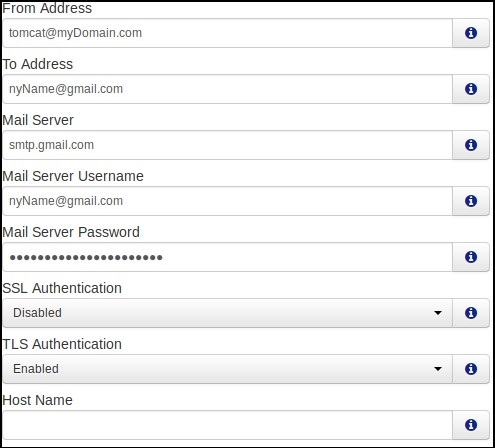 From Address
tomcat@myDomain.com
To Address
nyName@gmail.com
Mail Server
smtp.gmail.com
Mail Server Username
nyName@gmail.com
Mail Server Password
●●●●●●●●●●●●●●●●●●●●●●
SSL Authentication
Disabled
TLS Authentication
Enabled
Host Name